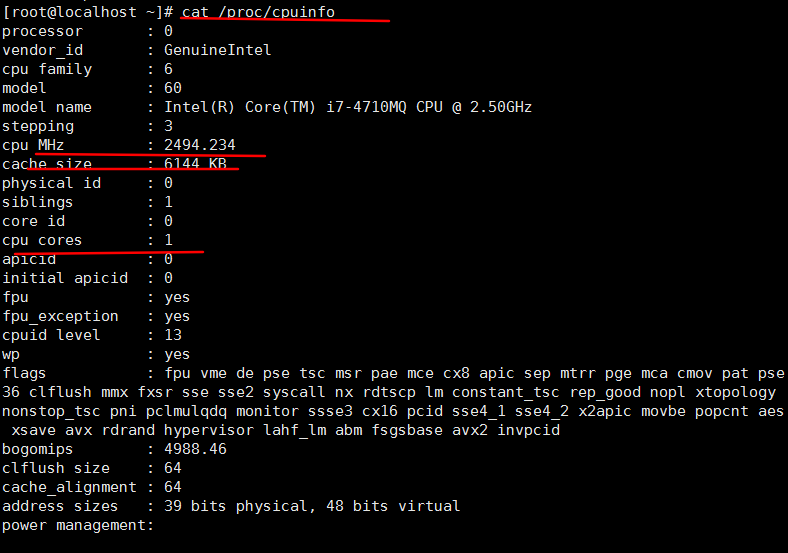 [root@localhost ~]# cat /proc/cpuinfo
processor : 0
vendor_id : GenuineIntel
cpu family : 6
model : 60
model name : Intel(R) Core(TM) i7-4710MQ CPU @ 2.50GHz
stepping : 3
cpu MHz : 2494.234
cache size : 6144 KB
physical id : 0
siblings : 1
core id : 0
cpu cores : 1
apicid : 0
initial apicid : 0
fpu : yes
fpu_exception : yes
cpuid level : 13
wp : yes
flags : fpu vme de pse tsc msr pae mce cx8 apic sep mtrr pge mca cmov pat pse
36 clflush mmx fxsr sse sse2 syscall nx rdtscp lm constant_tsc rep_good nopl xtopology
nonstop_tsc pni pclmulqdq monitor ssse3 cx16 pcid sse4_1 sse4_2 x2apic movbe popcnt aes
xsave avx rdrand hypervisor lahf_lm abm fsgsbase avx2 invpcid
bogomips : 4988.46
clflush size : 64
cache_alignment : 64
address sizes : 39 bits physical, 48 bits virtual
power management: